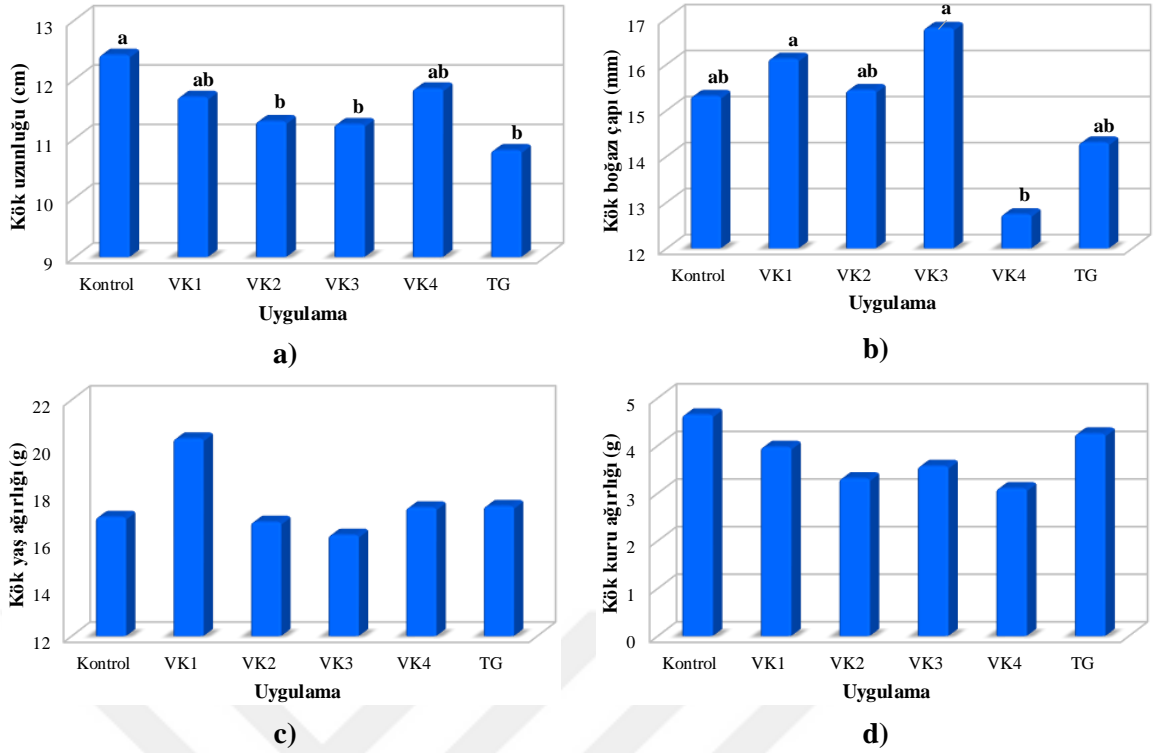 Kök uzunluğu (cm)
13
12
11
10
9
a
ab
b
b
ab
b
Kontrol VK1 VK2 VK3 VK4 TG
Uygulama
a)
Kök boğazı çapı (mm)
17
16
15
14
13
12
ab
a
ab
a
b
ab
Kontrol VK1 VK2 VK3 VK4 TG
Uygulama
b)
Kök yaş ağırlığı (g)
22
20
18
16
14
12
Kontrol VK1 VK2 VK3 VK4 TG
Uygulama
c)
Kök kuru ağırlığı (g)
5
4
3
2
1
0
Kontrol VK1 VK2 VK3 VK4 TG
Uygulama
d)